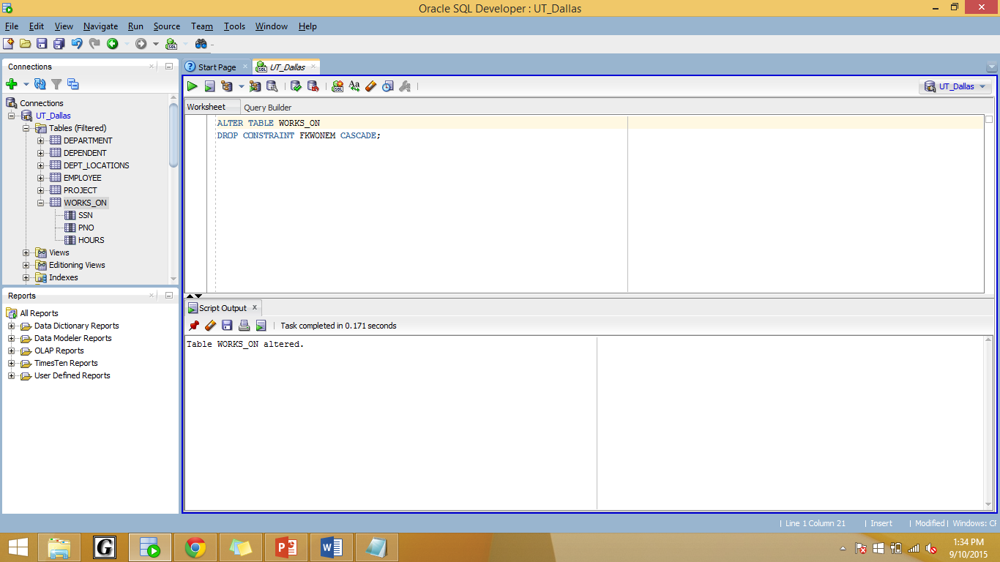 Oracle SQL Developer : UT_Dallas
File Edit View Navigate Run Source Team Tools Window Help
Connections
Connections
UT_Dallas
Tables (Filtered)
DEPARTMENT
DEPENDENT
DEPT_LOCATIONS
EMPLOYEE
PROJECT
WORKS_ON
SSN
PNO
HOURS
Views
Editioning Views
Indexes
Reports
All Reports
Data Dictionary Reports
Data Modeler Reports
OLAP Reports
TimesTen Reports
User Defined Reports
Start Page UT_Dallas
UT_Dallas
Worksheet Query Builder
ALTER TABLE WORKS_ON
DROP CONSTRAINT FKWONEM CASCADE;
Script Output
Task completed in 0.171 seconds
Table WORKS_ON altered.
Line 1 Column 21 Insert Modified Windows: CF
1:34 PM
9/10/2015